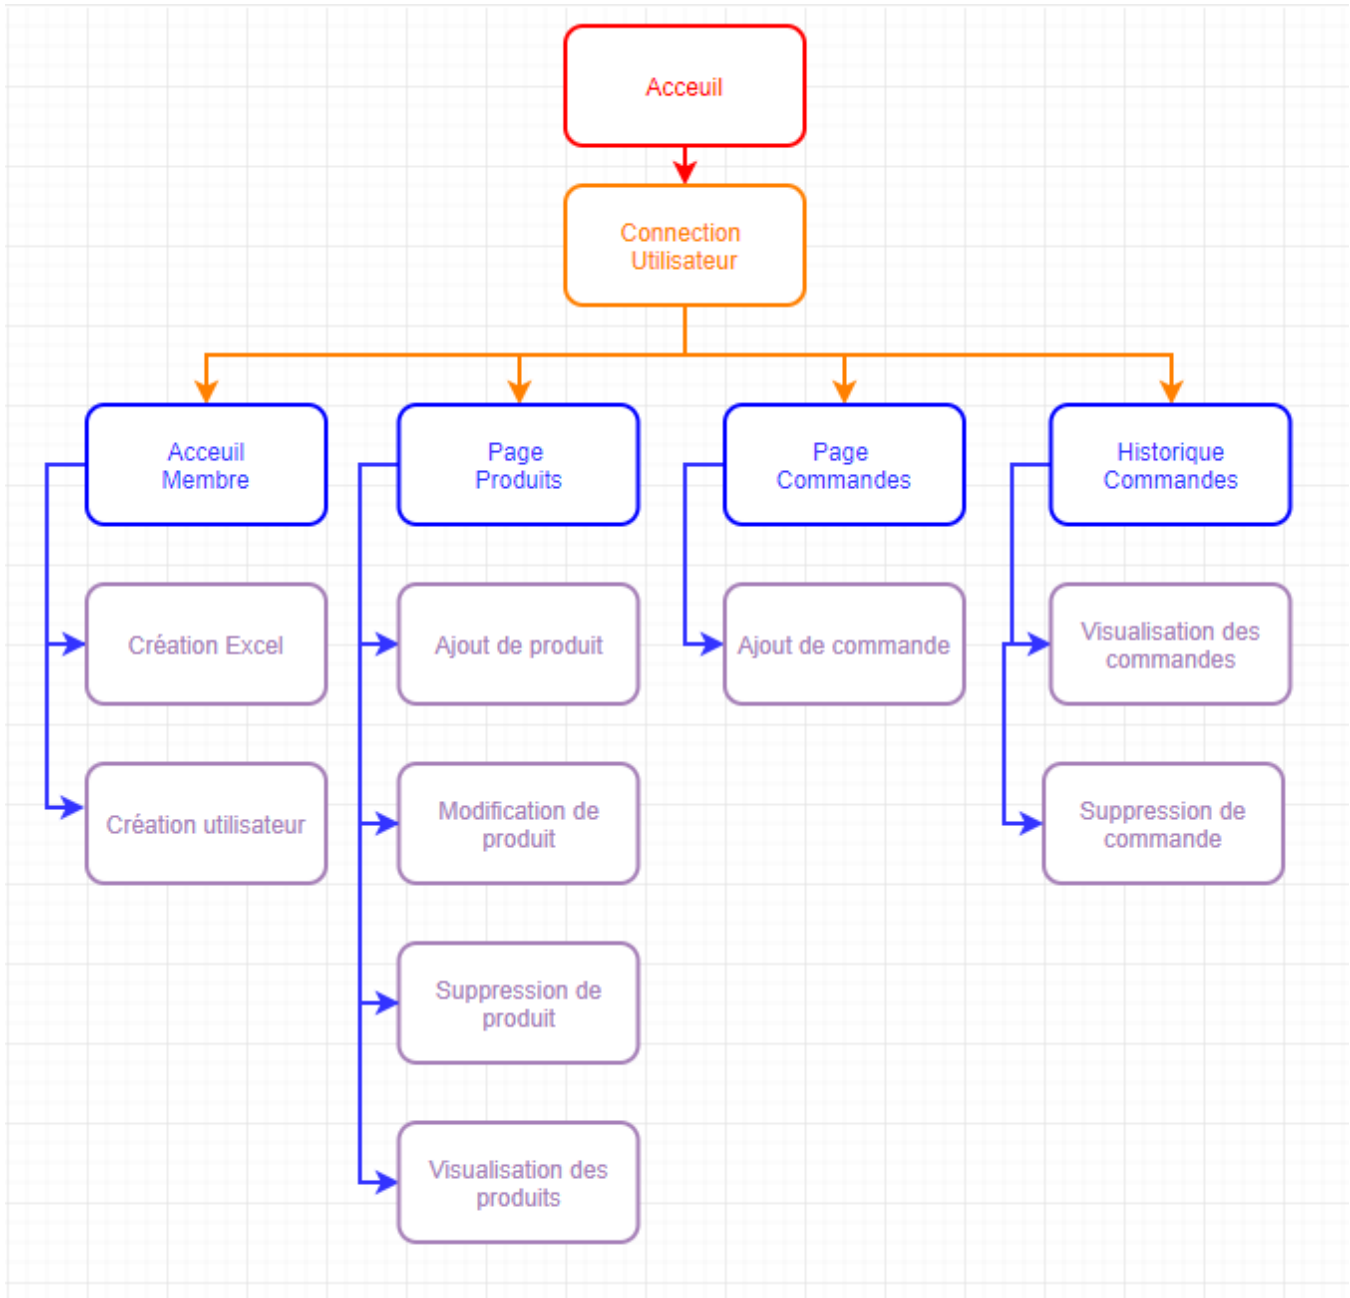 Acceuil
Connection
Utilisateur
Acceuil
Membre
Page
Produits
Page
Commandes
Historique
Commandes
Création Excel
Ajout de produit
Ajout de commande
Visualisation des
commandes
Création utilisateur
Modification de
produit
Suppression de
commande
Suppression de
produit
Visualisation des
produits